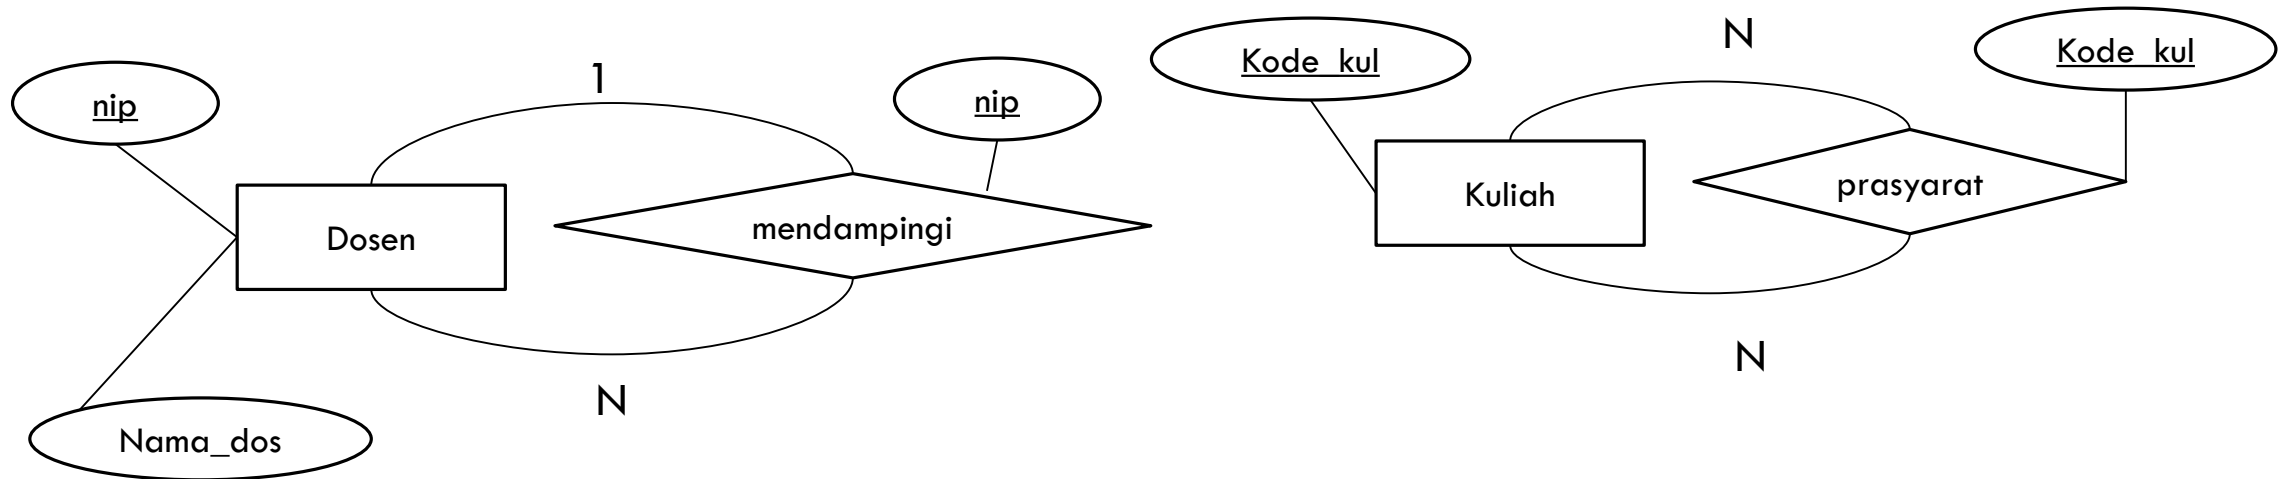 nip
1
nip
Dosen
mendampingi
N
Nama_dos
Kode_kul
N
Kode_kul
Kuliah
prasyarat
N